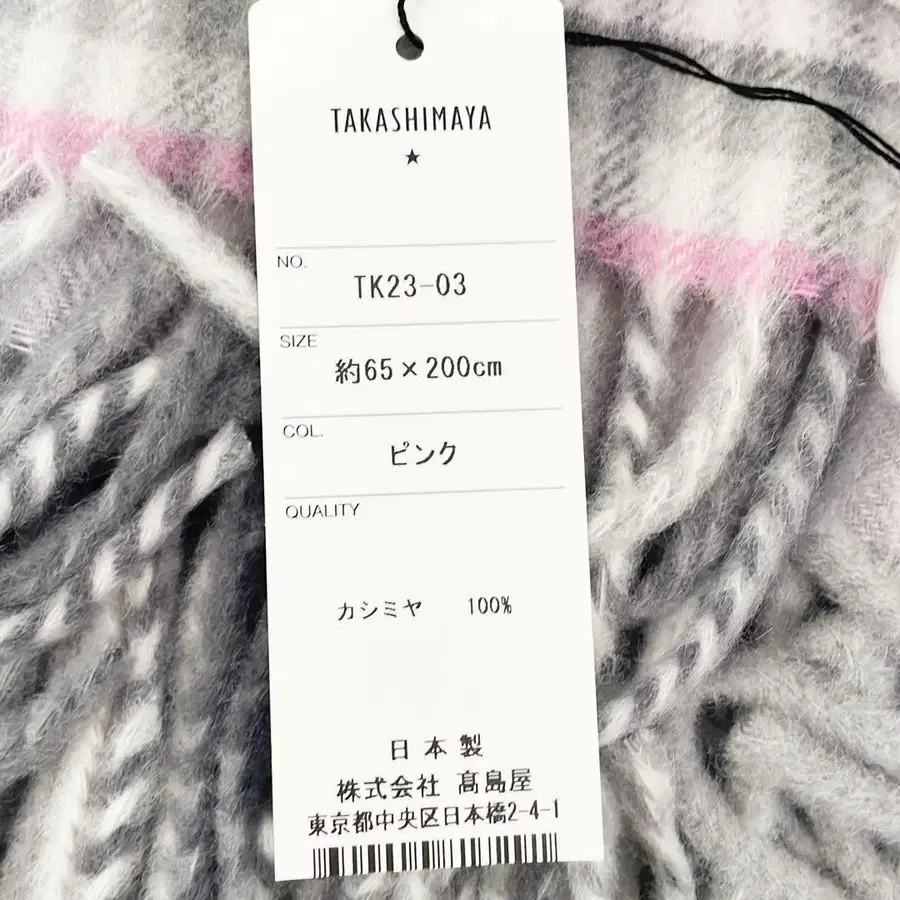 TAKASHIMAYA
NO.
TK23-03
SIZE
約65×200cm
COL.
ピンク
QUALITY
カシミヤ 100%
日本製
株式会社 髙島屋
東京都中央区日本橋2-4-1